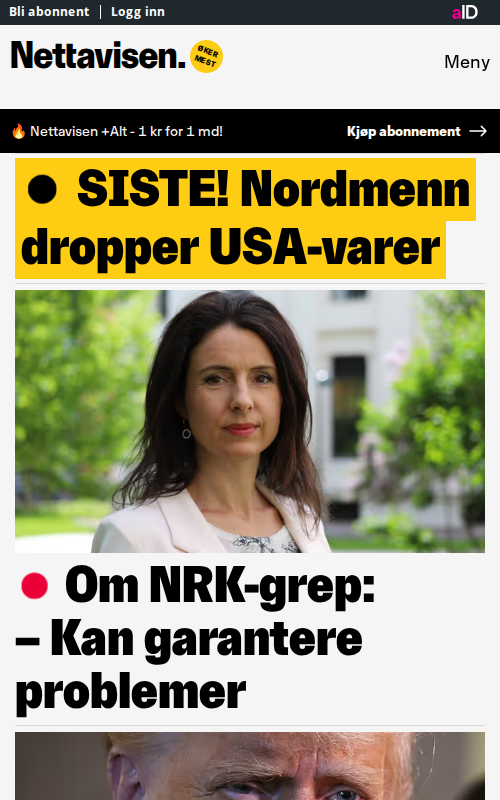 Bli abonnent | Logg inn
aID
Nettavisen.
ØKER
MEST
Meny
🔥 Nettavisen +Alt - 1 kr for 1 md!
Kjøp abonnement →
● SISTE! Nordmenn
dropper USA-varer
Om NRK-grep:
– Kan garantere
problemer